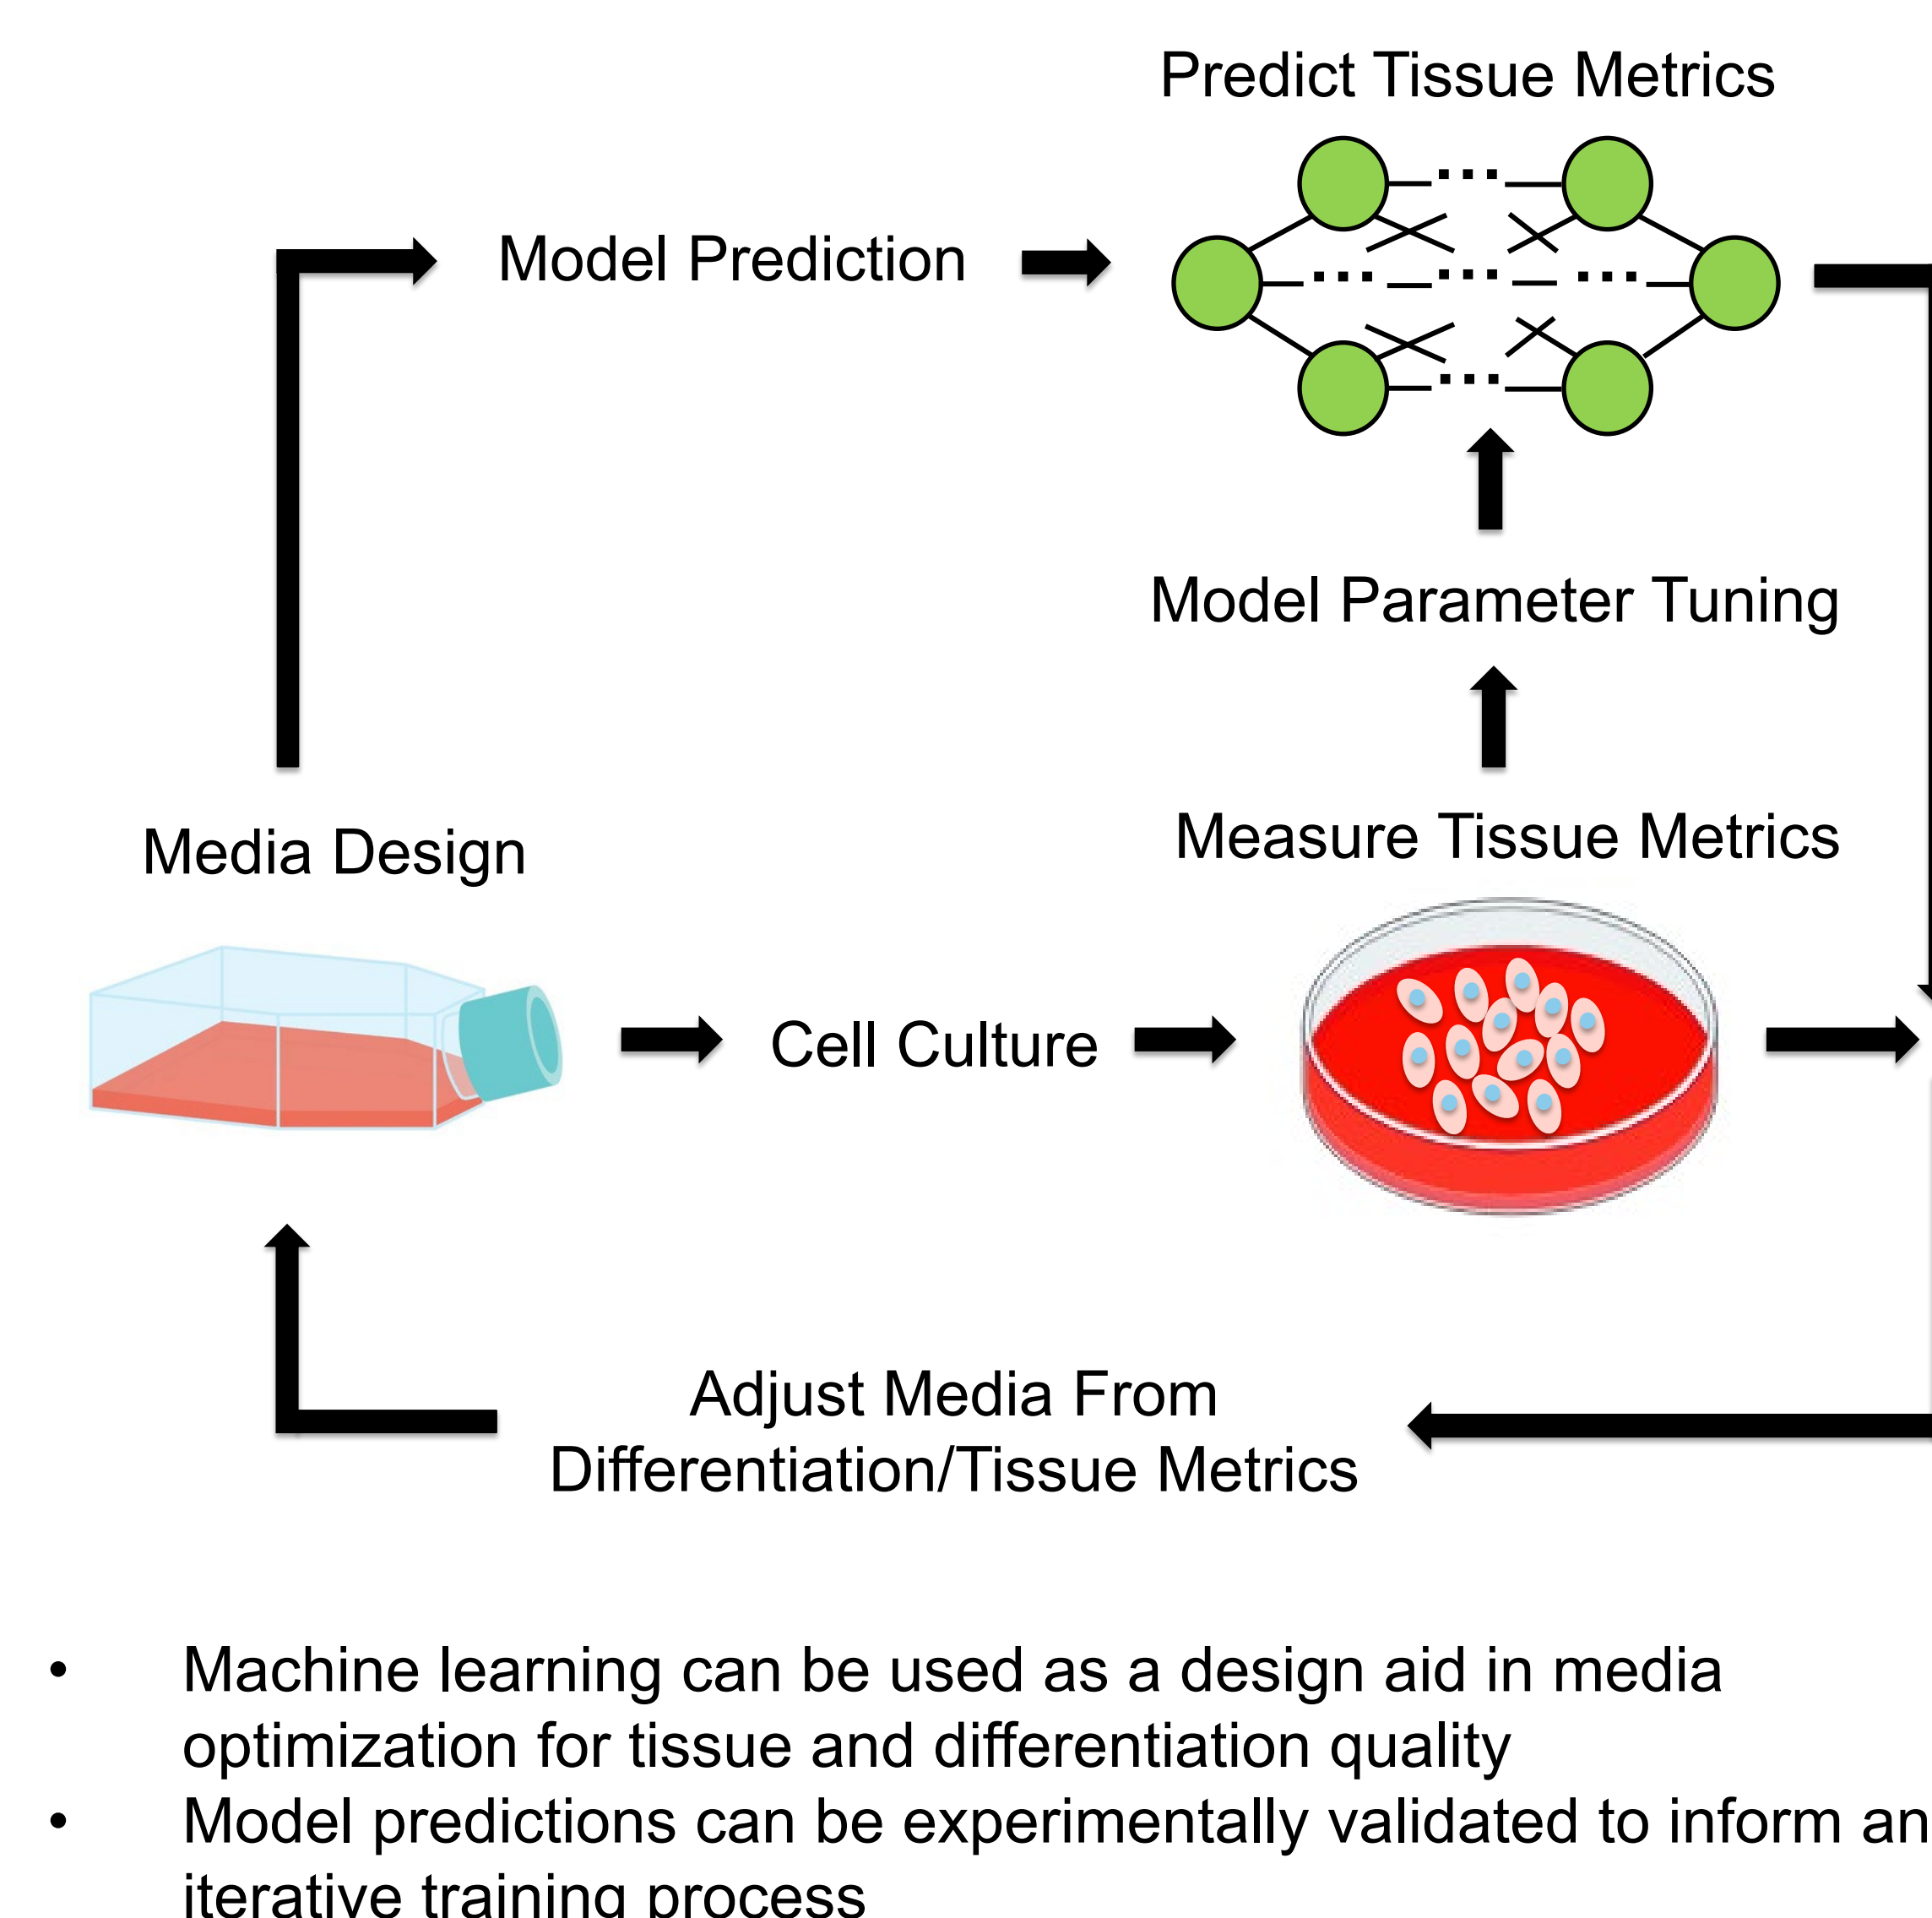 Predict Tissue Metrics
Model Prediction
Model Parameter Tuning
Media Design
Measure Tissue Metrics
Cell Culture
Adjust Media From
Differentiation/Tissue Metrics
• Machine learning can be used as a design aid in media
optimization for tissue and differentiation quality
• Model predictions can be experimentally validated to inform an
iterative training process